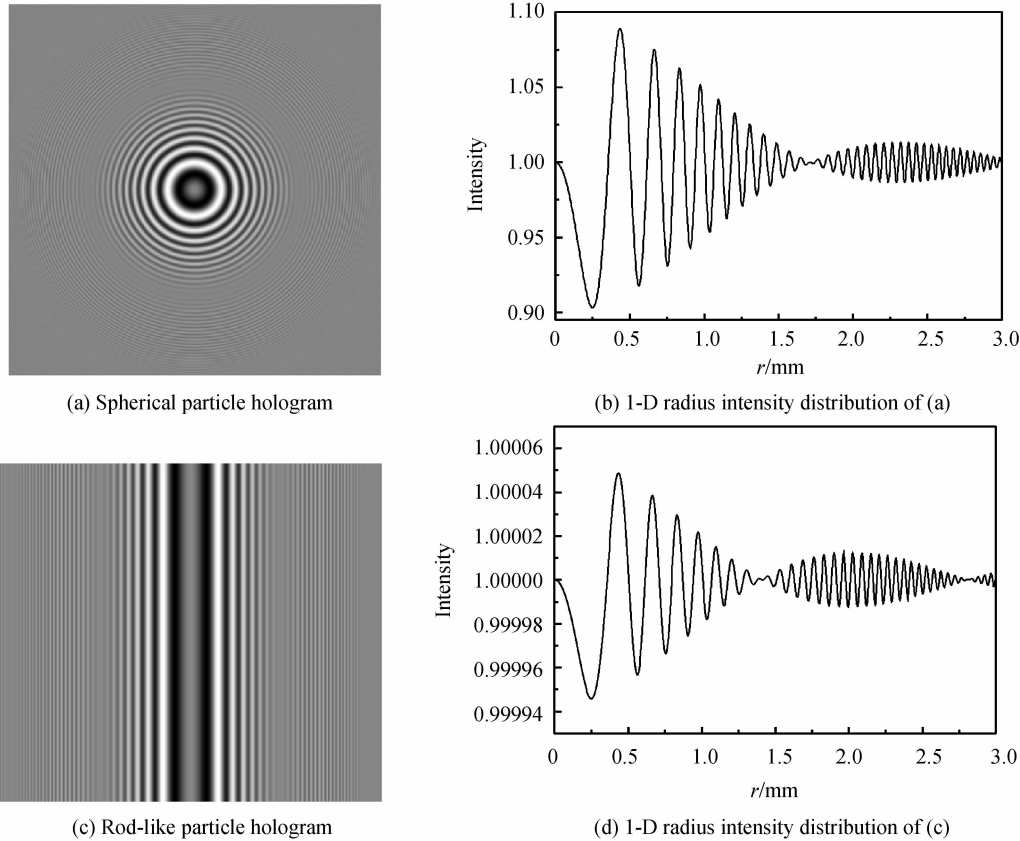 (a) Spherical particle hologram
1.10
1.05
1.00
0.95
0.90
Intensity
0 0.5 1.0 1.5 2.0 2.5 3.0
r/mm
(b) 1-D radius intensity distribution of (a)
(c) Rod-like particle hologram
1.00006
1.00004
1.00002
1.00000
0.99998
0.99996
0.99994
Intensity
0 0.5 1.0 1.5 2.0 2.5 3.0
r/mm
(d) 1-D radius intensity distribution of (c)